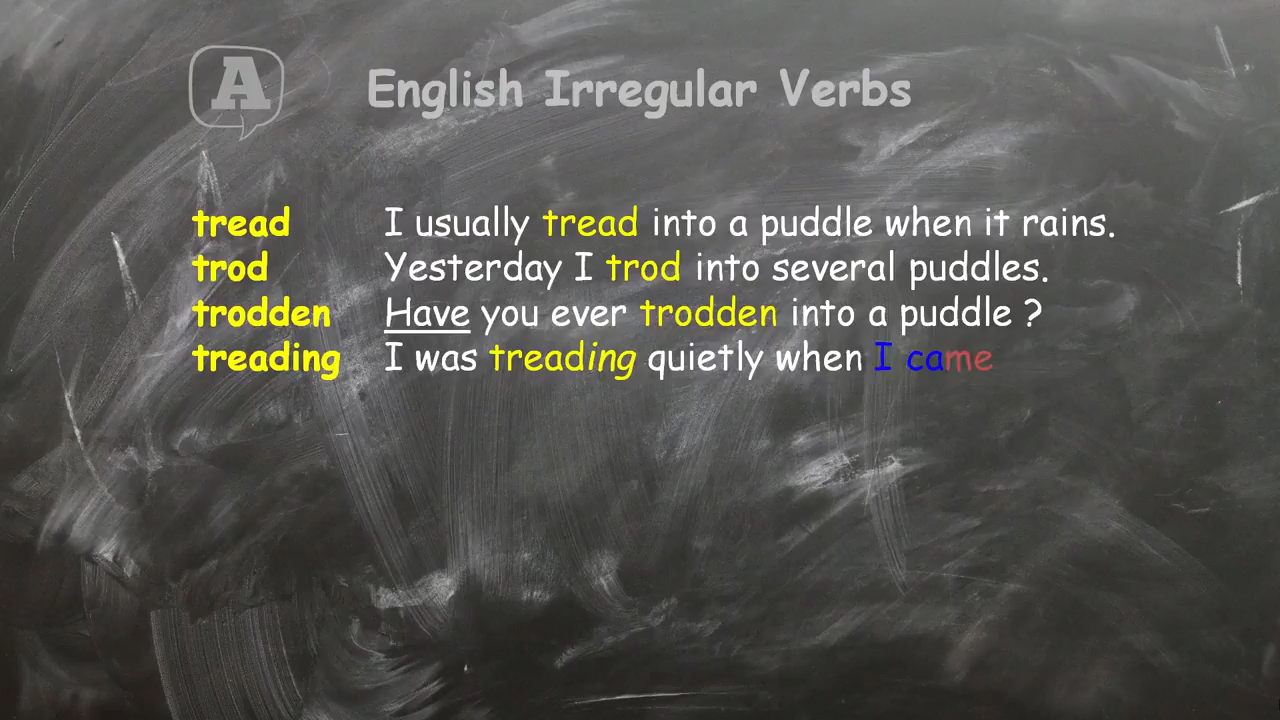 A English Irregular Verbs
tread I usually tread into a puddle when it rains.
trod Yesterday I trod into several puddles.
trodden Have you ever trodden into a puddle ?
treading I was treading quietly when I came